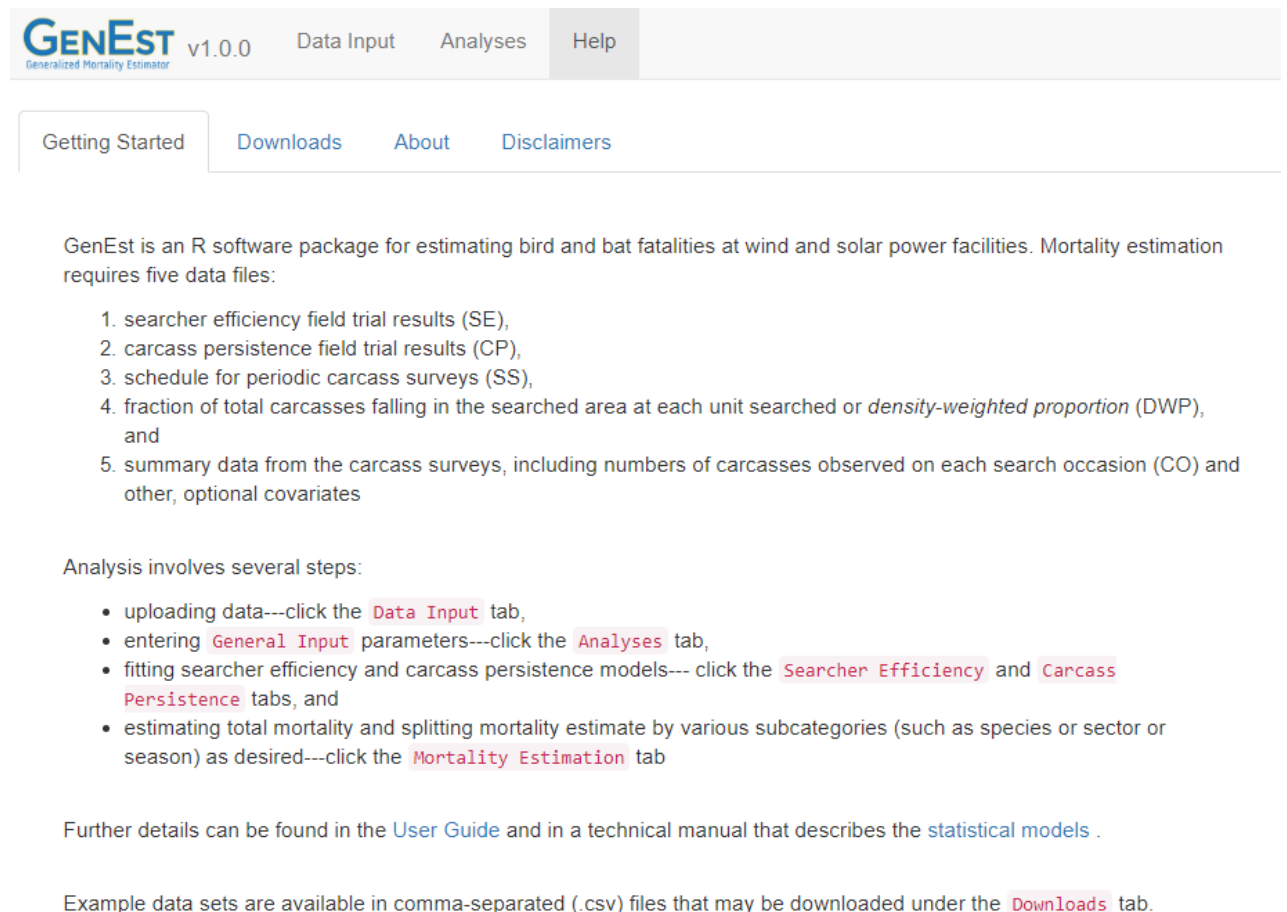 GENEST v1.0.0 Data Input Analyses Help
Generalized Mortality Estimator
Getting Started Downloads About Disclaimers
GenEst is an R software package for estimating bird and bat fatalities at wind and solar power facilities. Mortality estimation
requires five data files:
1. searcher efficiency field trial results (SE),
2. carcass persistence field trial results (CP),
3. schedule for periodic carcass surveys (SS),
4. fraction of total carcasses falling in the searched area at each unit searched or density-weighted proportion (DWP),
and
5. summary data from the carcass surveys, including numbers of carcasses observed on each search occasion (CO) and
other, optional covariates
Analysis involves several steps:
• uploading data---click the Data Input tab,
• entering General Input parameters---click the Analyses tab,
• fitting searcher efficiency and carcass persistence models--- click the Searcher Efficiency and Carcass
Persistence tabs, and
• estimating total mortality and splitting mortality estimate by various subcategories (such as species or sector or
season) as desired---click the Mortality Estimation tab
Further details can be found in the User Guide and in a technical manual that describes the statistical models .
Example data sets are available in comma-separated (.csv) files that may be downloaded under the Downloads tab.